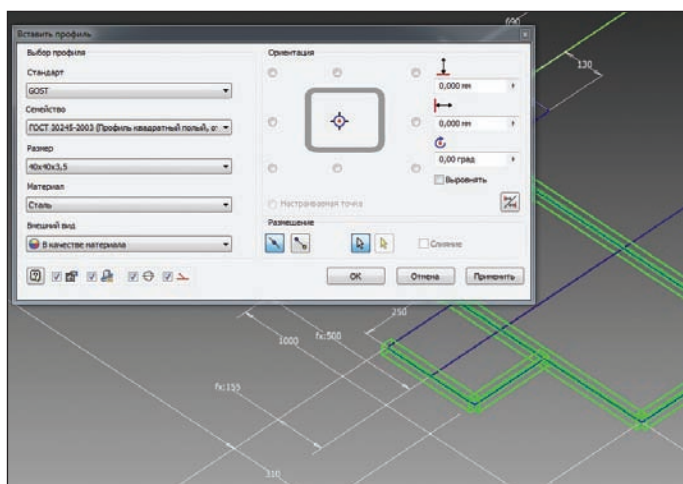 Вставить профиль
Выбор профиля
Стандарт
GOST
Семейство
ГОСТ 30245-2003 (Профиль квадратный полый, от
Размер
40x40x3,5
Материал
Сталь
Внешний вид
В качестве материала
Ориентация
0,000 мм
0,000 мм
0,00 град
Выровнять
Настраиваемая точка
Размещение
Слияние
OK
Отмена
Применить
690
130
250
fx:500
1000
fx:155
310